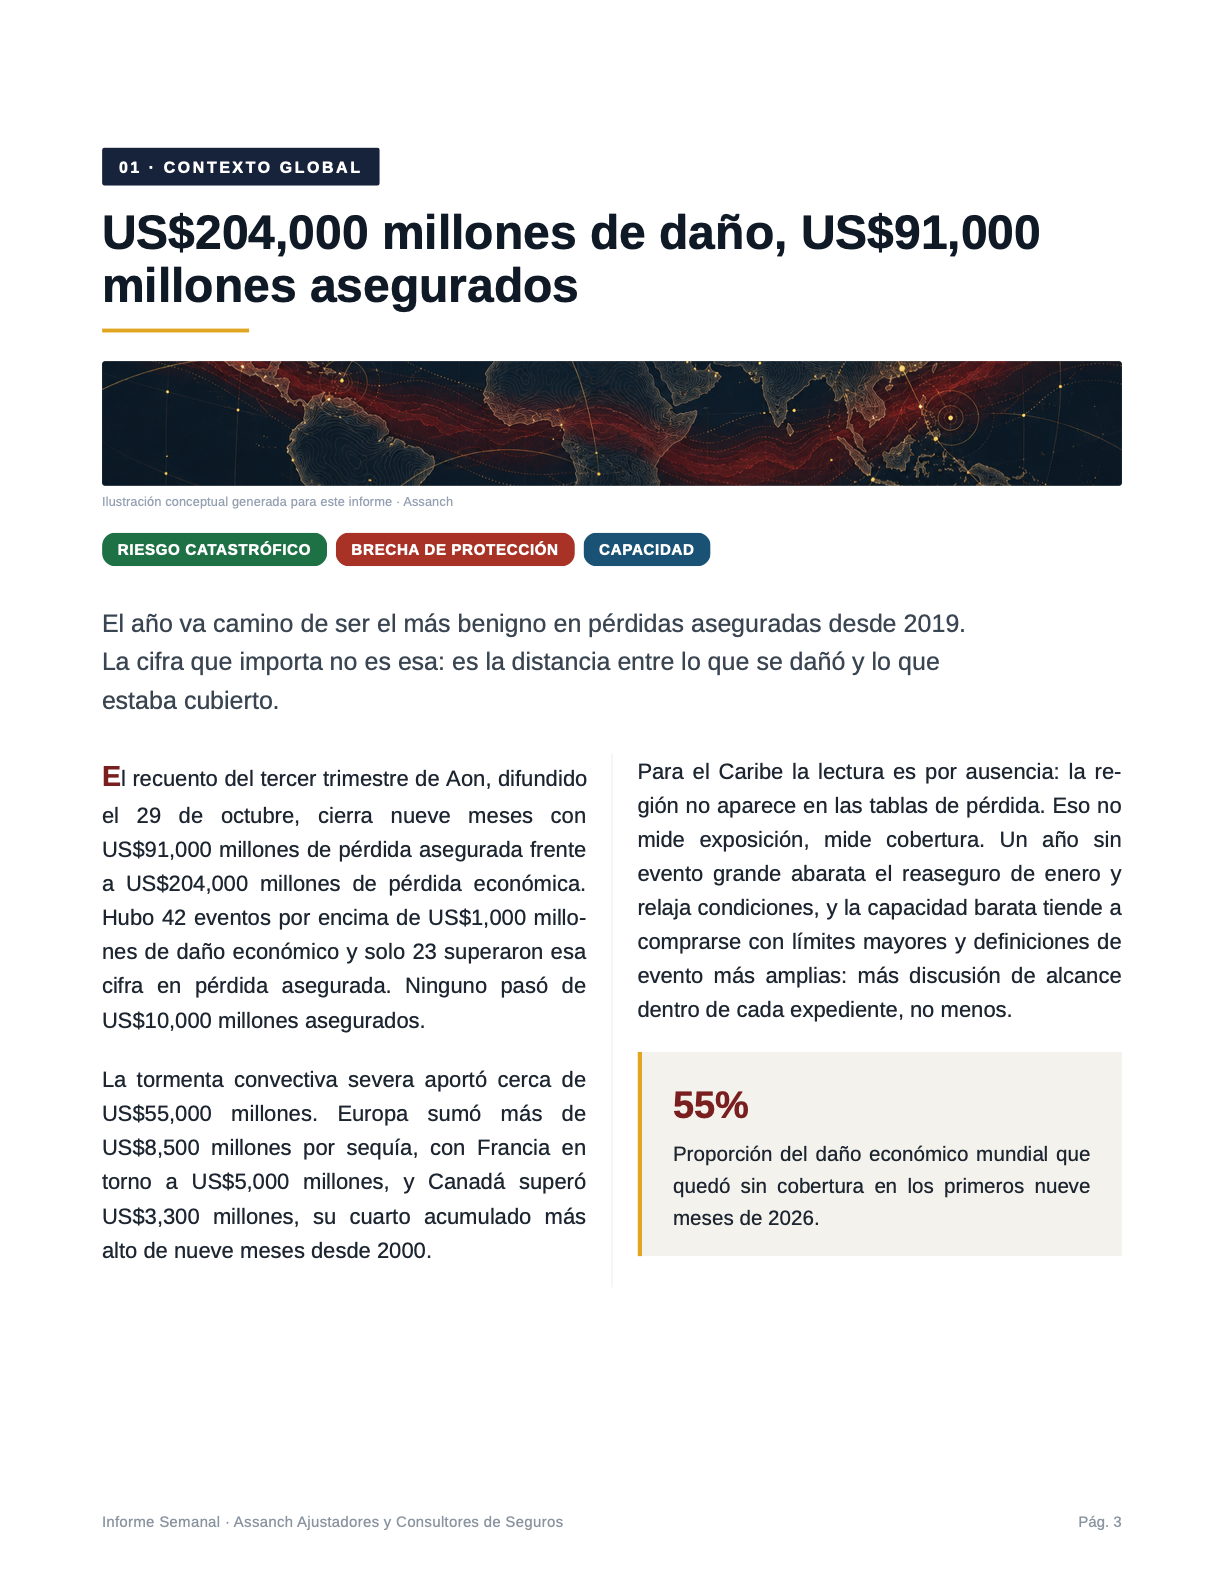 01 · CONTEXTO GLOBAL
US$204,000 millones de daño, US$91,000
millones asegurados
Ilustración conceptual generada para este informe · Assanch
RIESGO CATASTRÓFICO
BRECHA DE PROTECCIÓN
CAPACIDAD
El año va camino de ser el más benigno en pérdidas aseguradas desde 2019.
La cifra que importa no es esa: es la distancia entre lo que se dañó y lo que
estaba cubierto.
El recuento del tercer trimestre de Aon, difundido
el 29 de octubre, cierra nueve meses con
US$91,000 millones de pérdida asegurada frente
a US$204,000 millones de pérdida económica.
Hubo 42 eventos por encima de US$1,000 millo-
nes de daño económico y solo 23 superaron esa
cifra en pérdida asegurada. Ninguno pasó de
US$10,000 millones asegurados.
La tormenta convectiva severa aportó cerca de
US$55,000 millones. Europa sumó más de
US$8,500 millones por sequía, con Francia en
torno a US$5,000 millones, y Canadá superó
US$3,300 millones, su cuarto acumulado más
alto de nueve meses desde 2000.
Para el Caribe la lectura es por ausencia: la re-
gión no aparece en las tablas de pérdida. Eso no
mide exposición, mide cobertura. Un año sin
evento grande abarata el reaseguro de enero y
relaja condiciones, y la capacidad barata tiende a
comprarse con límites mayores y definiciones de
evento más amplias: más discusión de alcance
dentro de cada expediente, no menos.
55%
Proporción del daño económico mundial que
quedó sin cobertura en los primeros nueve
meses de 2026.
Informe Semanal · Assanch Ajustadores y Consultores de Seguros
Pág. 3